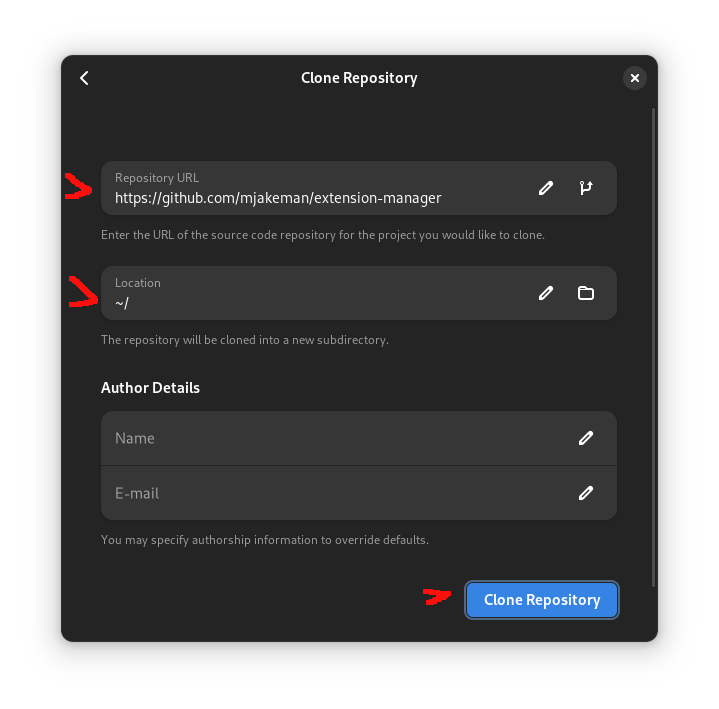 Clone Repository
Repository URL
https://github.com/mjakeman/extension-manager
Enter the URL of the source code repository for the project you would like to clone.
Location
~/
The repository will be cloned into a new subdirectory.
Author Details
Name
E-mail
You may specify authorship information to override defaults.
Clone Repository